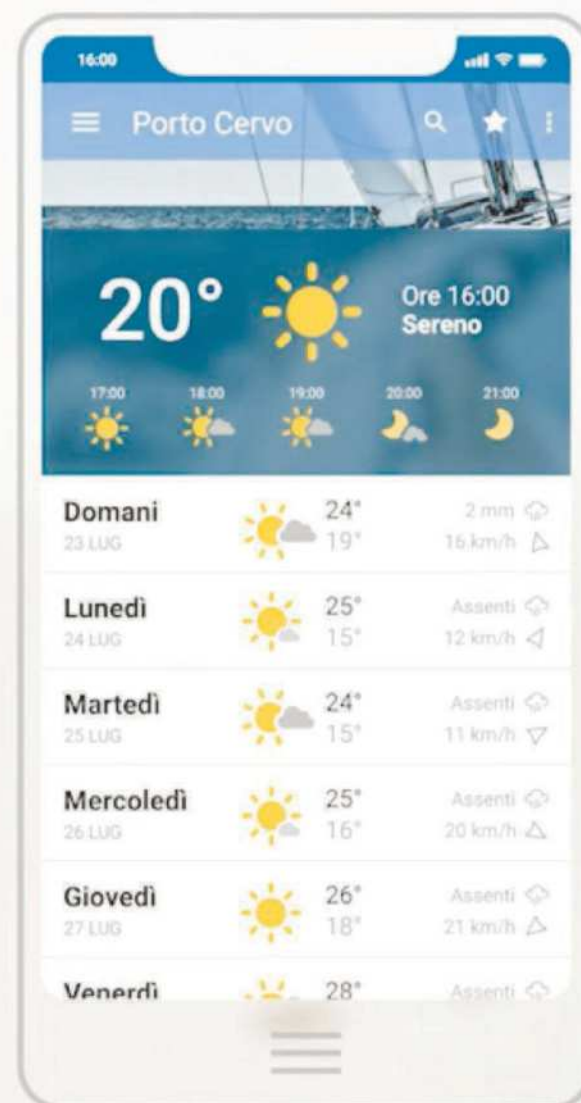 16:00
Porto Cervo
20°
Ore 16:00
Sereno
17:00 18:00 19:00 20:00 21:00
Domani 24° 2 mm
23 LUG 19° 16 km/h
Lunedì 25° Assenti
24 LUG 15° 12 km/h
Martedì 24° Assenti
25 LUG 15° 11 km/h
Mercoledì 25° Assenti
26 LUG 16° 20 km/h
Giovedì 26° Assenti
27 LUG 18° 21 km/h
Venerdì 28° Assenti